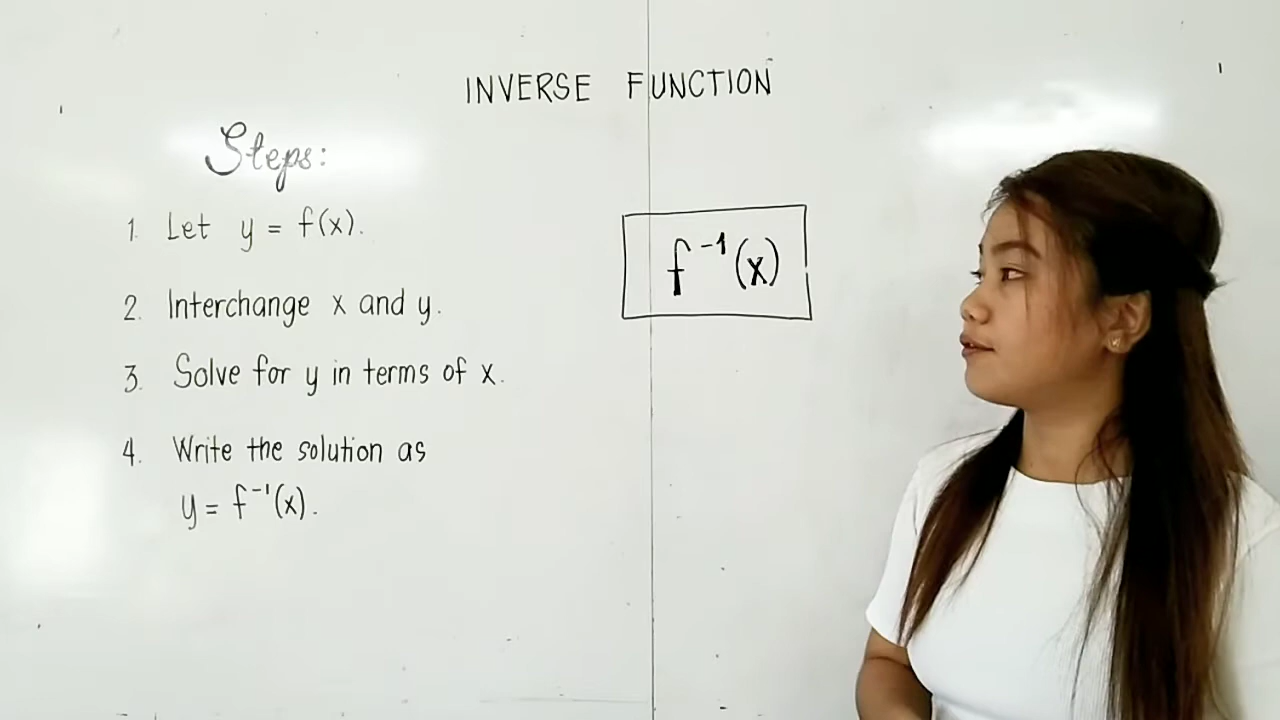 INVERSE FUNCTION
Steps:
1. Let y = f(x).
2. Interchange x and y.
3. Solve for y in terms of x.
4. Write the solution as
y = f⁻¹(x).
f⁻¹(x)